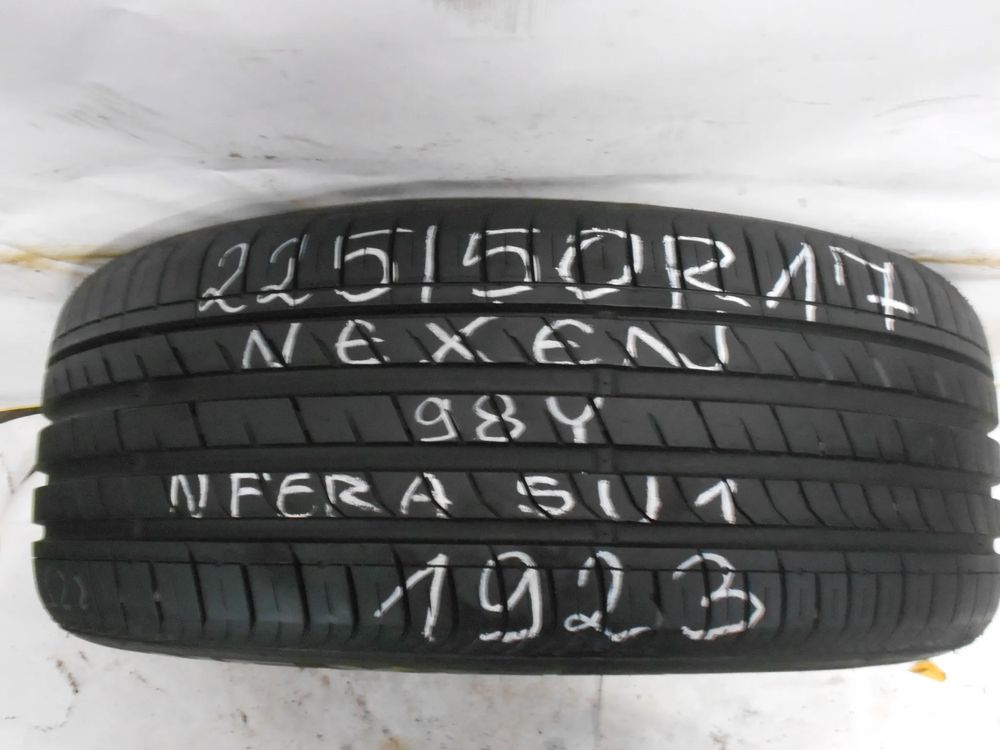 225/50R17
NEXEN
98Y
NFERA SU1
1923